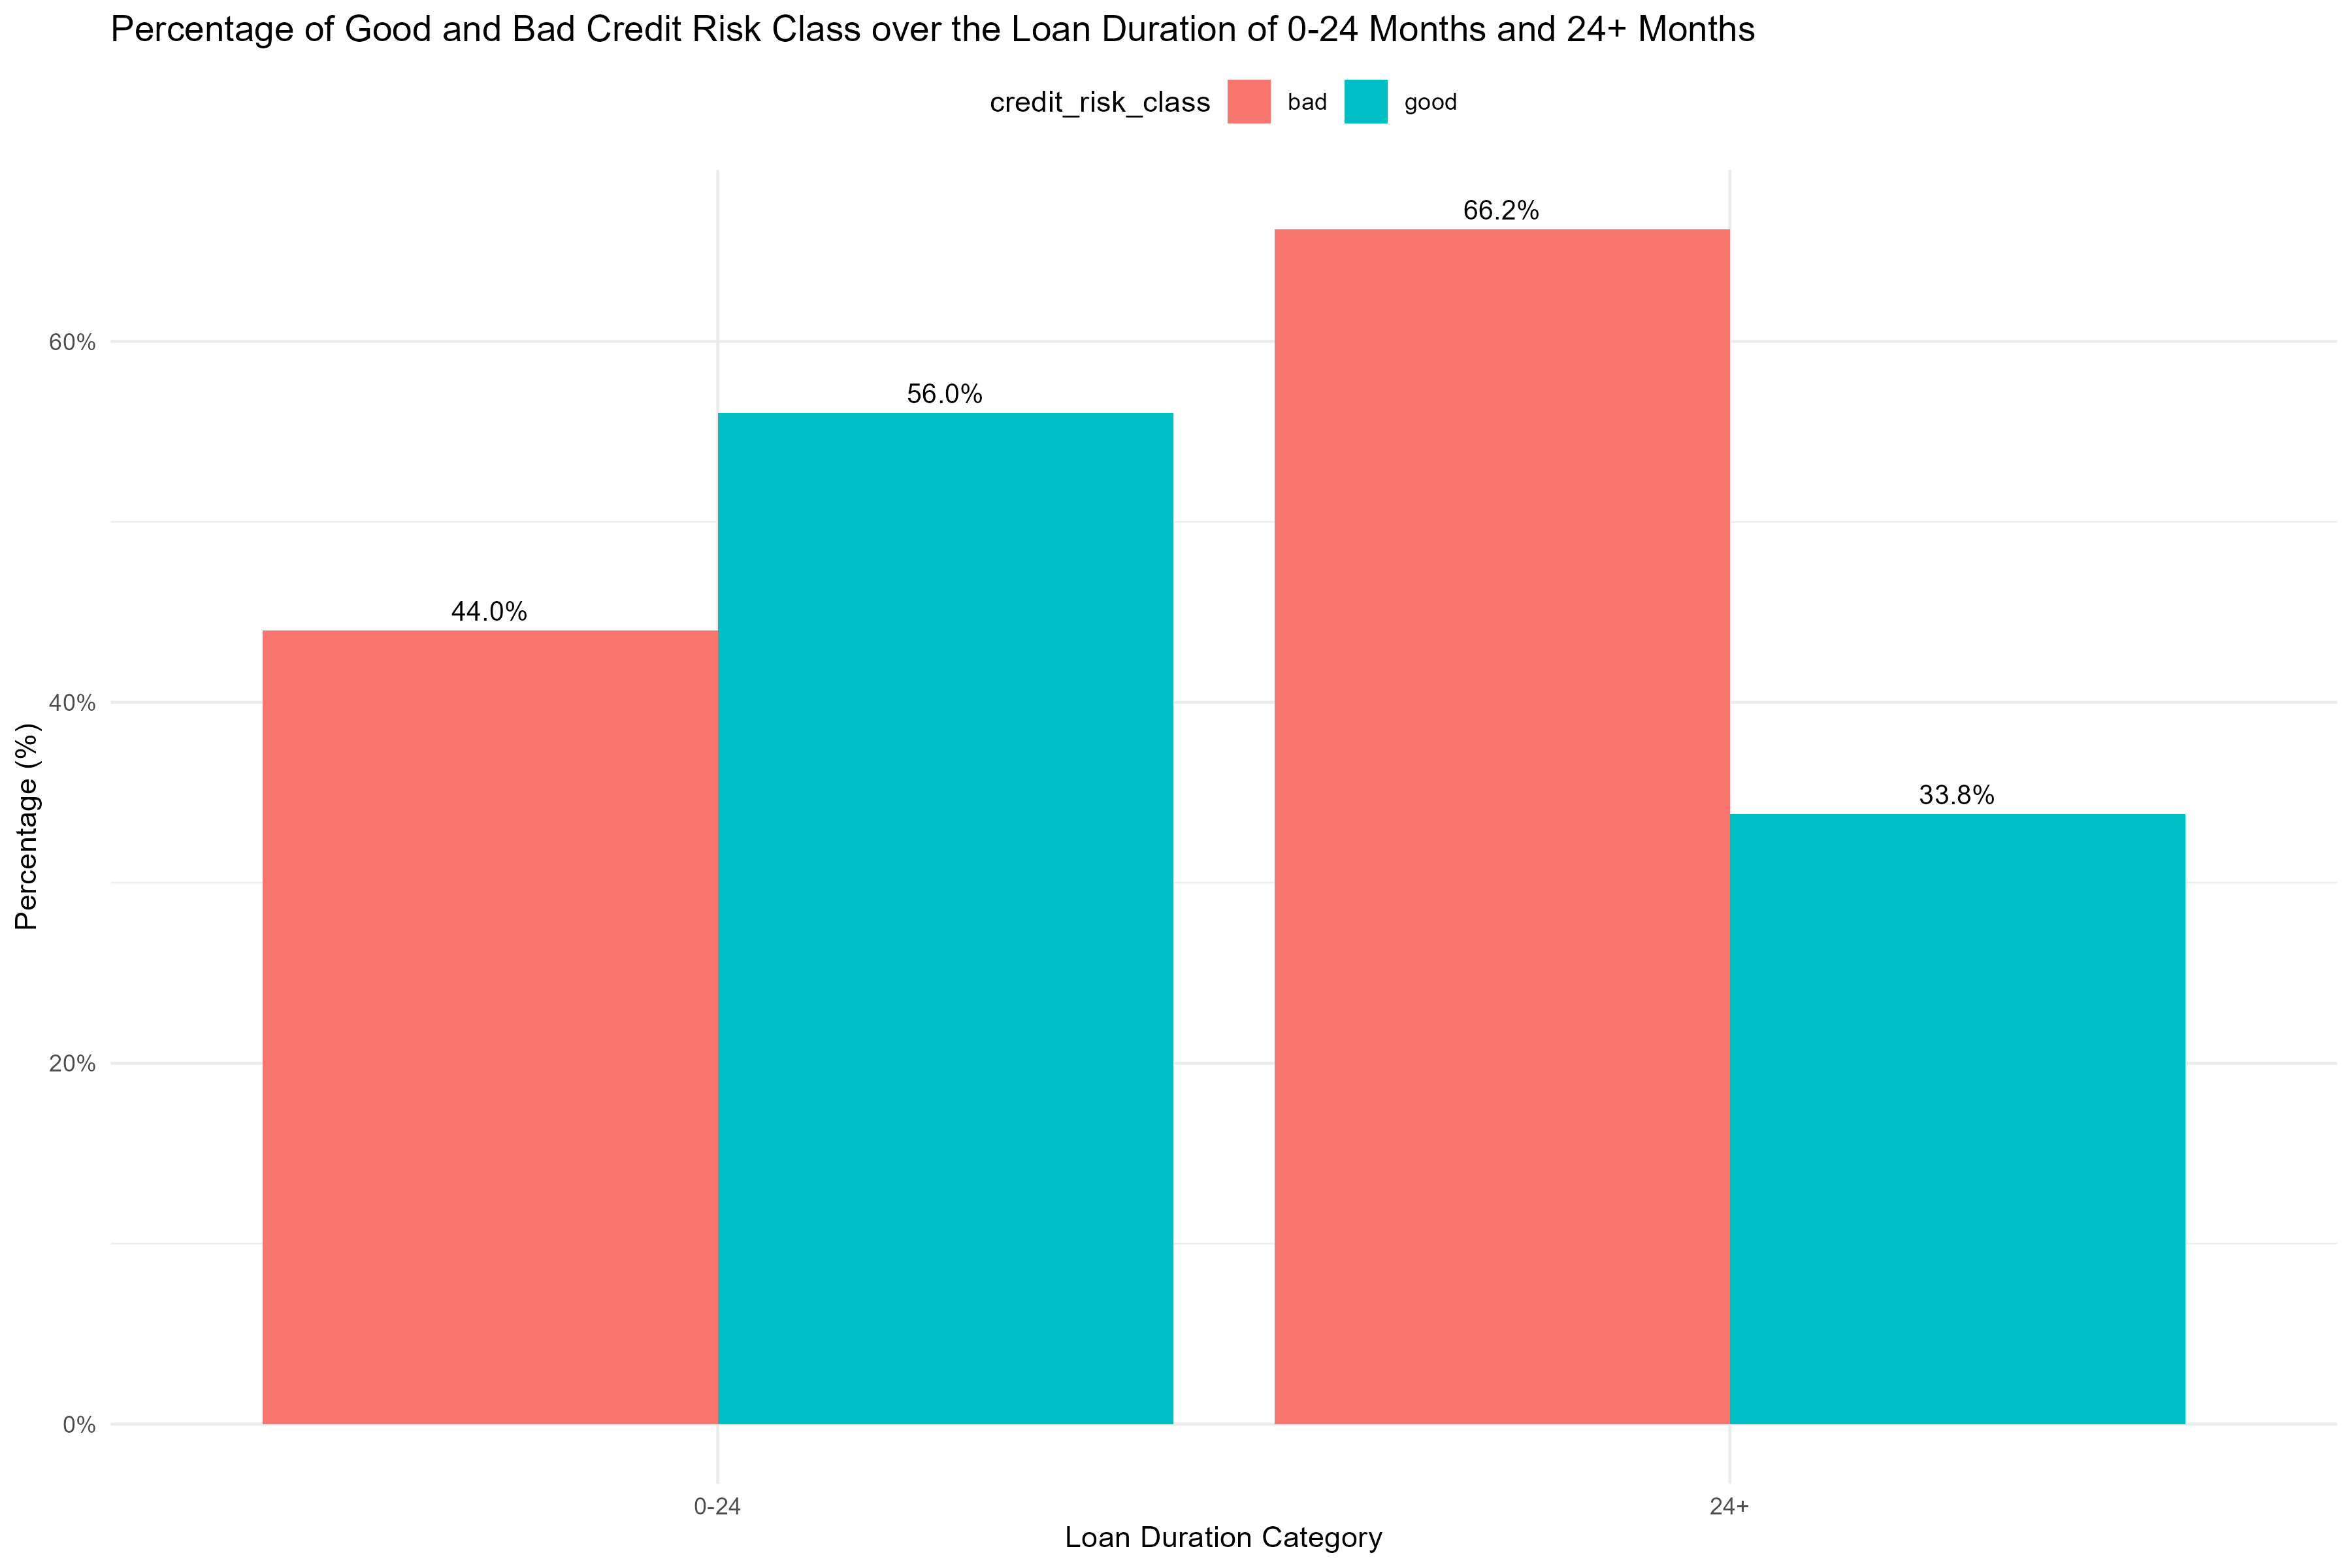 Percentage of Good and Bad Credit Risk Class over the Loan Duration of 0-24 Months and 24+ Months
credit_risk_class bad good
66.2%
60%
56.0%
44.0%
40%
33.8%
Percentage (%)
20%
0%
0-24 24+
Loan Duration Category